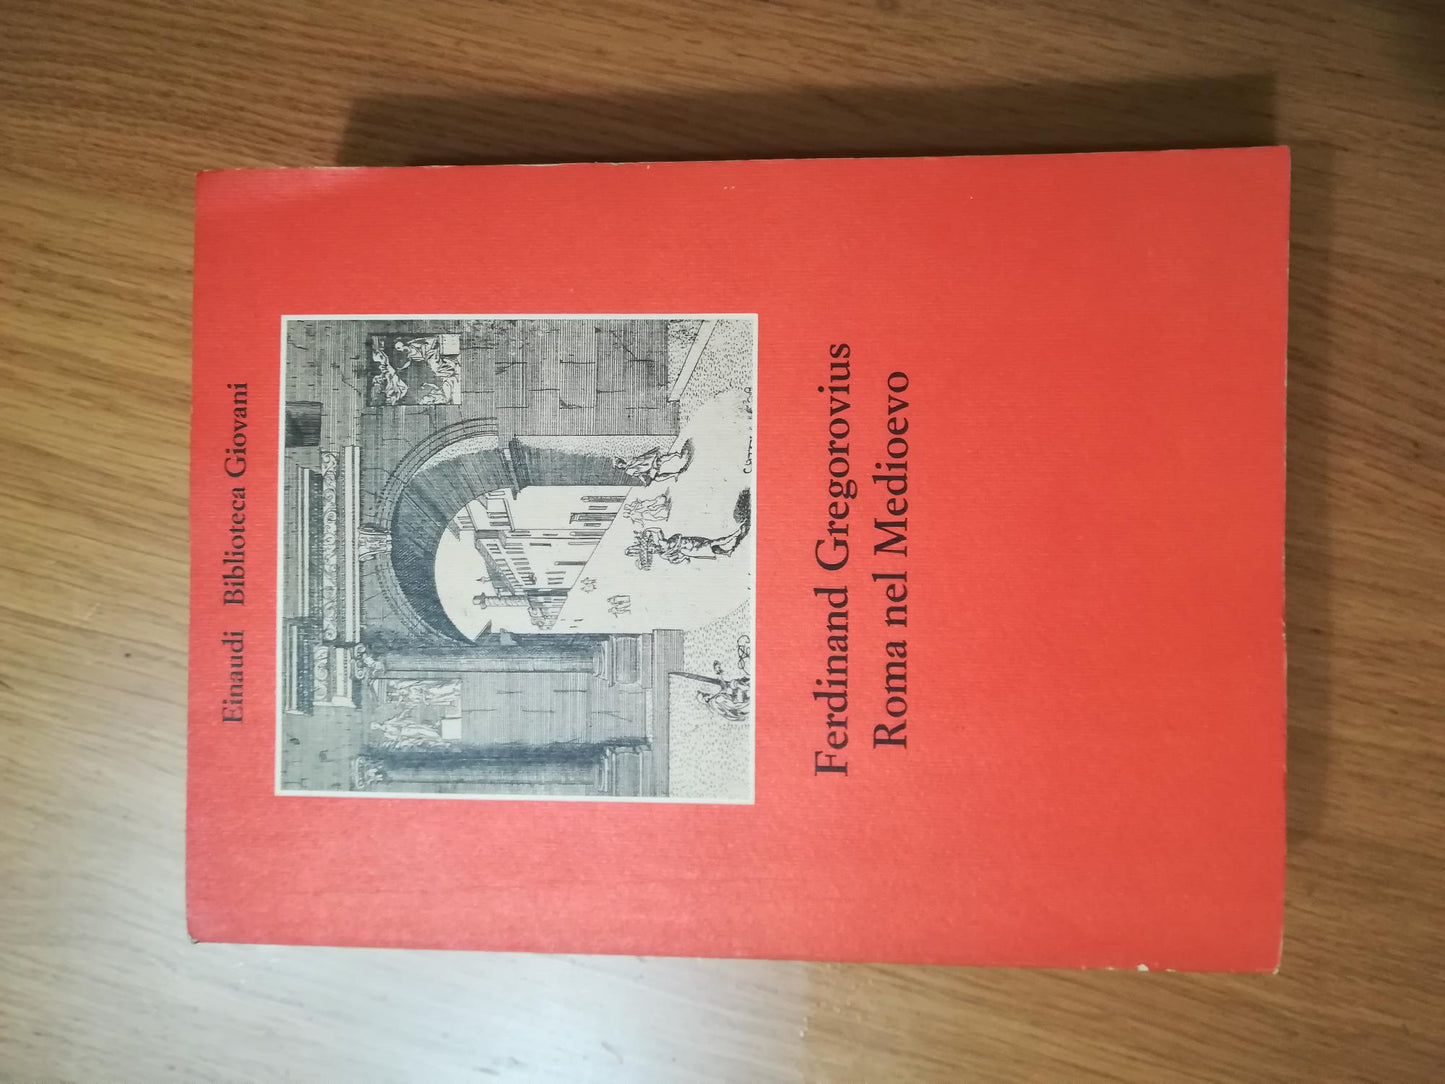 Einaudi Biblioteca Giovani
Ferdinand Gregorovius
Roma nel Medioevo